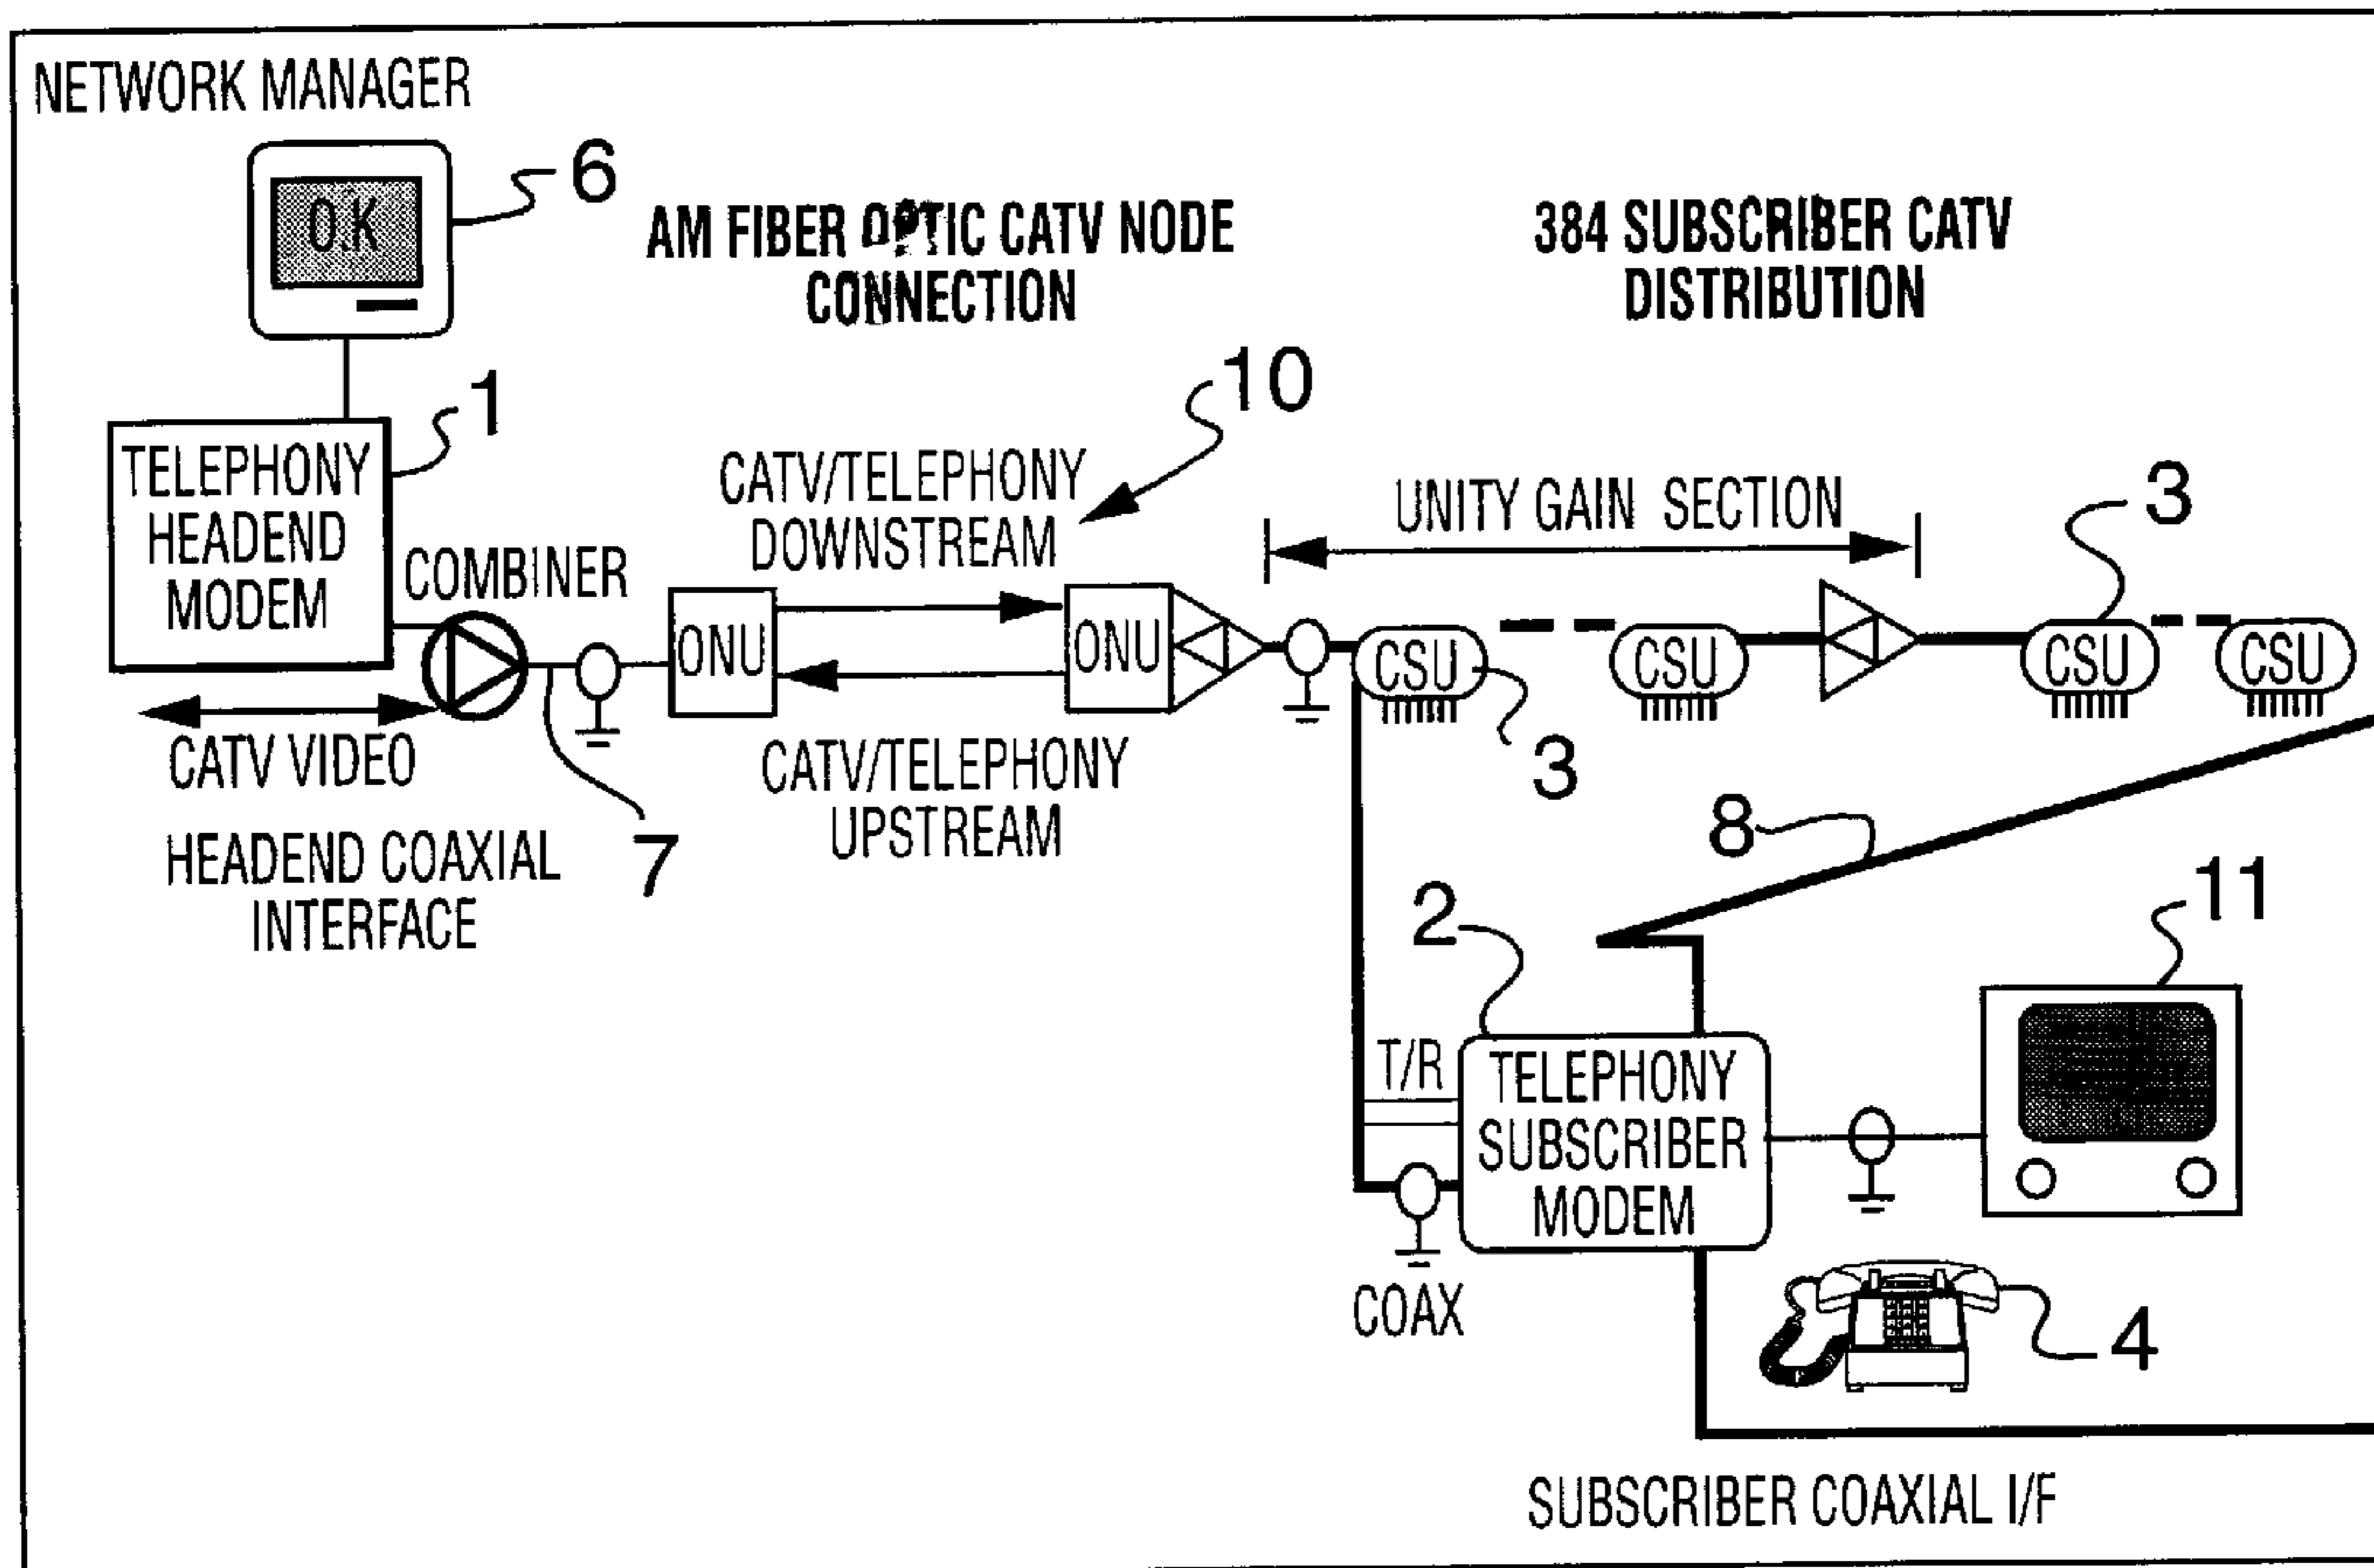 NETWORK MANAGER
O.K
6
AM FIBER OPTIC CATV NODE
CONNECTION
384 SUBSCRIBER CATV
DISTRIBUTION
1
TELEPHONY
HEADEND
MODEM
COMBINER
10
CATV/TELEPHONY
DOWNSTREAM
UNITY GAIN SECTION
3
ONU
ONU
CSU
CSU
CSU
CSU
CATV VIDEO
HEADEND COAXIAL
INTERFACE
7
CATV/TELEPHONY
UPSTREAM
3
8
2
11
T/R
TELEPHONY
SUBSCRIBER
MODEM
COAX
4
SUBSCRIBER COAXIAL I/F